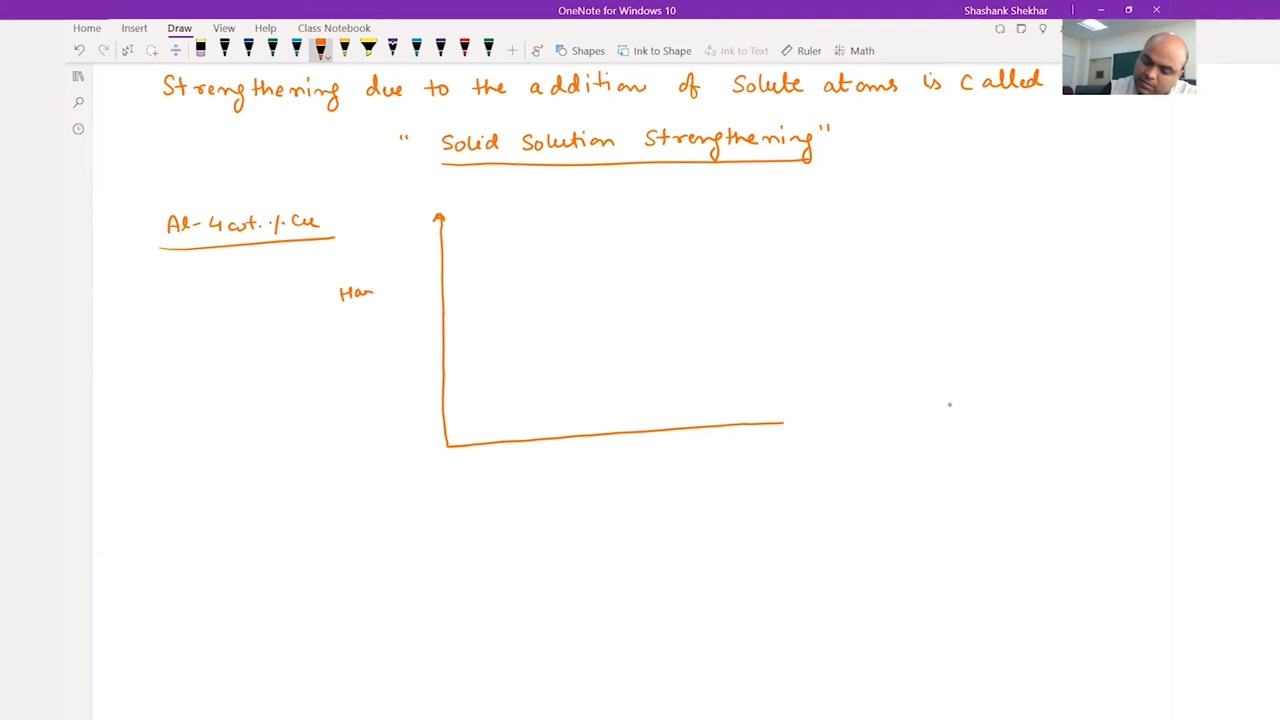 OneNote for Windows 10
Shashank Shekhar
Home Insert Draw View Help Class Notebook
Shapes Ink to Shape Ink to Text Ruler Math
Strengthening due to the addition of Solute atoms is called
" Solid Solution Strengthening "
Al-4 wt.% Cu
Har